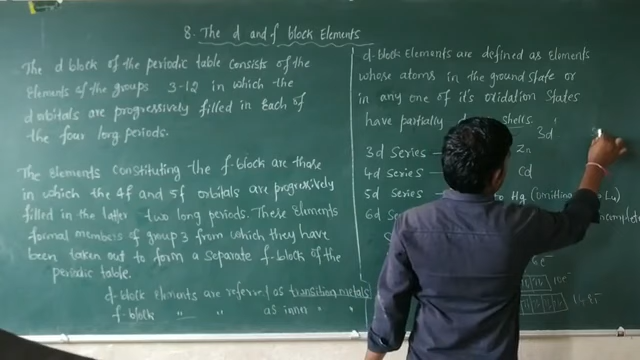 8. The d and f block Elements
The d block of the periodic table consists of the
Elements of the groups 3-12 in which the
d orbitals are progressively filled in each of
the four long periods.
The elements constituting the f-block are those
in which the 4f and 5f orbitals are progressively
filled in the latter two long periods. These Elements
formal members of group 3 from which they have
been taken out to form a separate f-block of the
periodic table.
d-block Elements are referred as transition metals
f-block " " as inner " "
d-block Elements are defined as Elements
whose atoms in the ground state or
in any one of it's oxidation states
have partially shells
3d'
3d Series — Zn
4d Series — Cd
5d Series Hg (omitting Lu)
6d incomplete
10e⁻